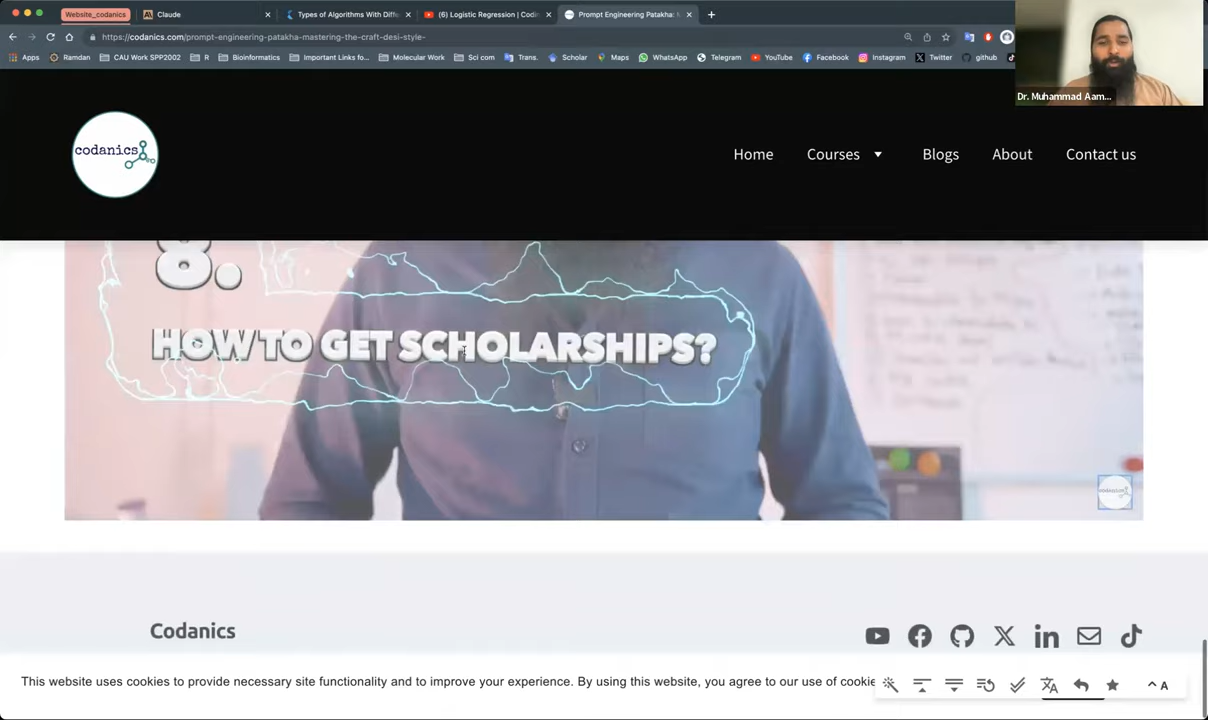 Website_codanics
Claude
Types of Algorithms With Diffe
(6) Logistic Regression | Codin
Prompt Engineering Patakha: M
https://codanics.com/prompt-engineering-patakha-mastering-the-craft-desi-style-
Apps
Ramdan
CAU Work SPP2002
R
Bioinformatics
Important Links fo...
Molecular Work
Sci com
Trans.
Scholar
Maps
WhatsApp
Telegram
YouTube
Facebook
Instagram
Twitter
github
Dr. Muhammad Aam...
codanics
Home
Courses
Blogs
About
Contact us
8.
HOW TO GET SCHOLARSHIPS?
codanics
Codanics
This website uses cookies to provide necessary site functionality and to improve your experience. By using this website, you agree to our use of cookie
A